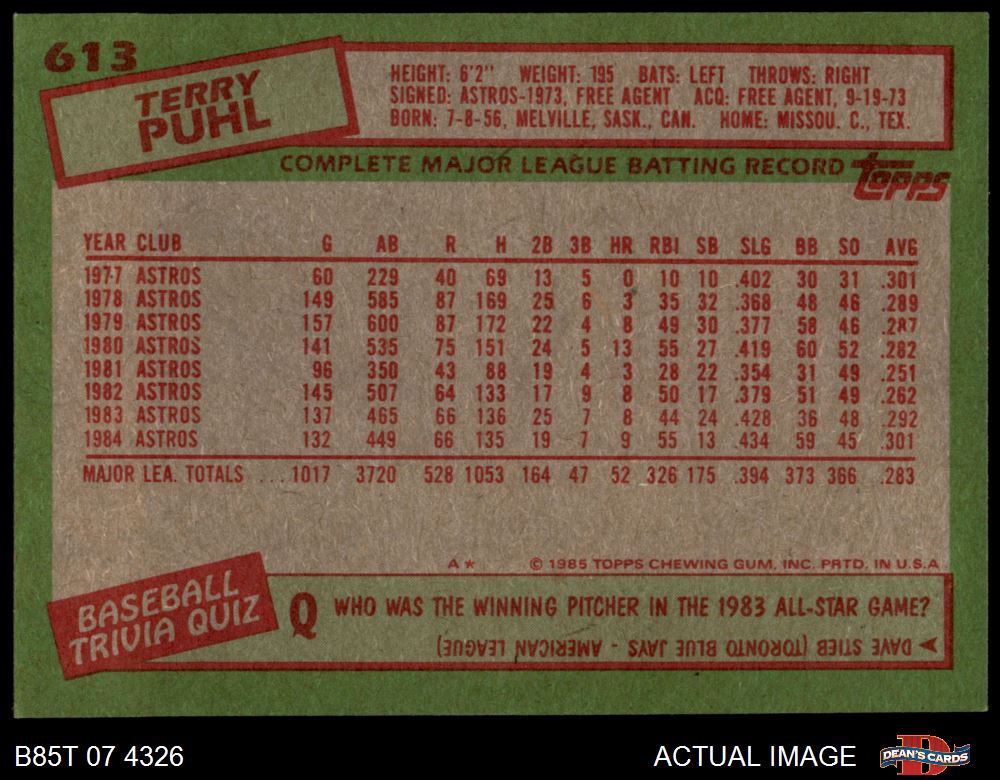 613
TERRY
PUHL
HEIGHT: 6'2" WEIGHT: 195 BATS: LEFT THROWS: RIGHT
SIGNED: ASTROS-1973, FREE AGENT ACQ: FREE AGENT, 9-19-73
BORN: 7-8-56, MELVILLE, SASK., CAN. HOME: MISSOU. C., TEX.
COMPLETE MAJOR LEAGUE BATTING RECORD
TOPPS
YEAR CLUB G AB R H 2B 3B HR RBI SB SLG BB SO AVG
1977 ASTROS 60 229 40 69 13 5 0 10 10 .402 30 31 .301
1978 ASTROS 149 585 87 169 25 6 3 35 32 .368 48 46 .289
1979 ASTROS 157 600 87 172 22 4 8 49 30 .377 58 46 .287
1980 ASTROS 141 535 75 151 24 5 13 55 27 .419 60 52 .282
1981 ASTROS 96 350 43 88 19 4 3 28 22 .354 31 49 .251
1982 ASTROS 145 507 64 133 17 9 8 50 17 .379 51 49 .262
1983 ASTROS 137 465 66 136 25 7 8 44 24 .428 36 48 .292
1984 ASTROS 132 449 66 135 19 7 9 55 13 .434 59 45 .301
MAJOR LEA. TOTALS ... 1017 3720 528 1053 164 47 52 326 175 .394 373 366 .283
A* © 1985 TOPPS CHEWING GUM, INC. PRTD. IN U.S.A
BASEBALL
TRIVIA QUIZ
Q WHO WAS THE WINNING PITCHER IN THE 1983 ALL-STAR GAME?
DAVE STIEB (TORONTO BLUE JAYS - AMERICAN LEAGUE)
B85T 07 4326
ACTUAL IMAGE
D
DEAN'S CARDS